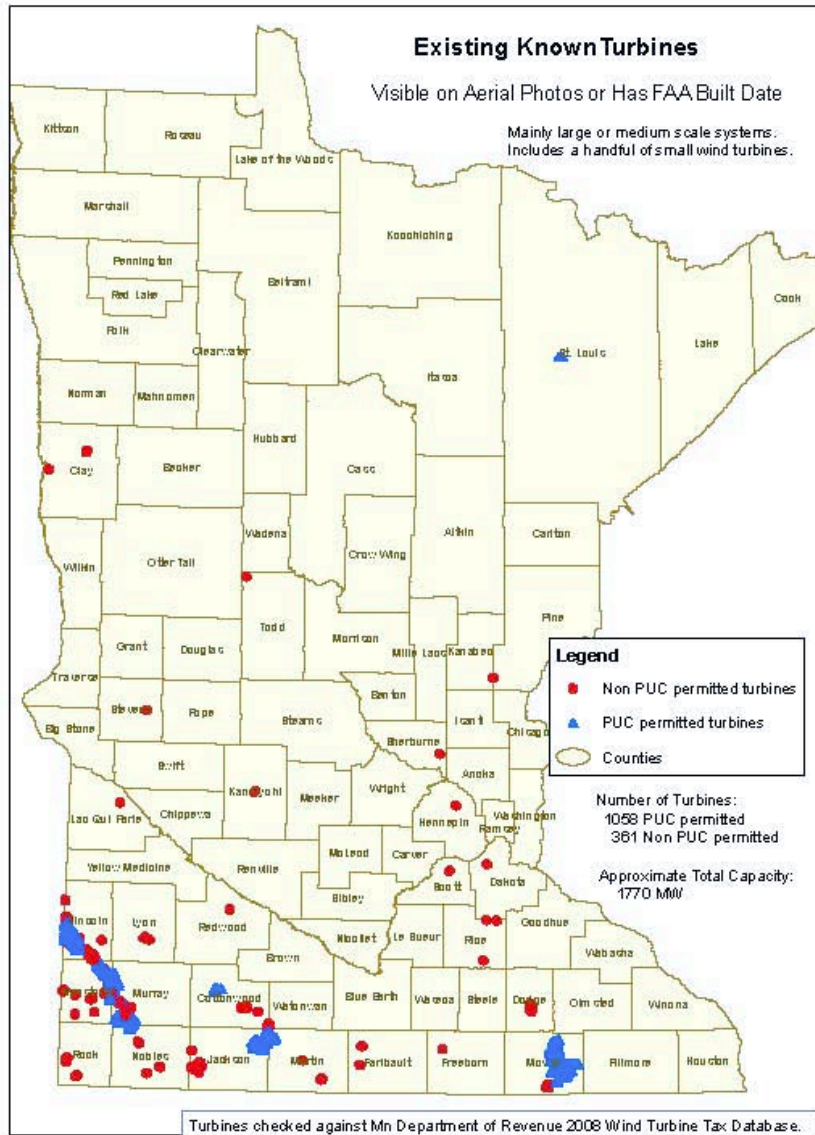 Existing Known Turbines
Visible on Aerial Photos or Has FAA Built Date
Mainly large or medium scale systems.
Includes a handful of small wind turbines.
Kittson
Roseau
Lake of the Woods
Marshall
Koochiching
Pennington
Beltrami
Red Lake
Cook
Polk
Clearwater
St. Louis
Lake
Itasca
Norman
Mahnomen
Hubbard
Clay
Becker
Cass
Wadena
Aitkin
Carlton
Crow Wing
Wilkin
Otter Tail
Pine
Todd
Morrison
Grant
Douglas
Mille Lacs
Kanabec
Traverse
Benton
Stevens
Pope
Stearns
Isanti
Chisago
Big Stone
Sherburne
Swift
Anoka
Kandiyohi
Meeker
Wright
Washington
Lac Qui Parle
Chippewa
Hennepin
Ramsey
McLeod
Carver
Yellow Medicine
Renville
Scott
Dakota
Sibley
Lincoln
Lyon
Redwood
Nicollet
Le Sueur
Rice
Goodhue
Brown
Wabasha
Murray
Cottonwood
Watonwan
Blue Earth
Waseca
Steele
Dodge
Olmsted
Winona
Rock
Nobles
Jackson
Martin
Faribault
Freeborn
Mower
Fillmore
Houston
Legend
Non PUC permitted turbines
PUC permitted turbines
Counties
Number of Turbines:
1058 PUC permitted
361 Non PUC permitted
Approximate Total Capacity:
1770 MW
Turbines checked against Mn Department of Revenue 2008 Wind Turbine Tax Database.